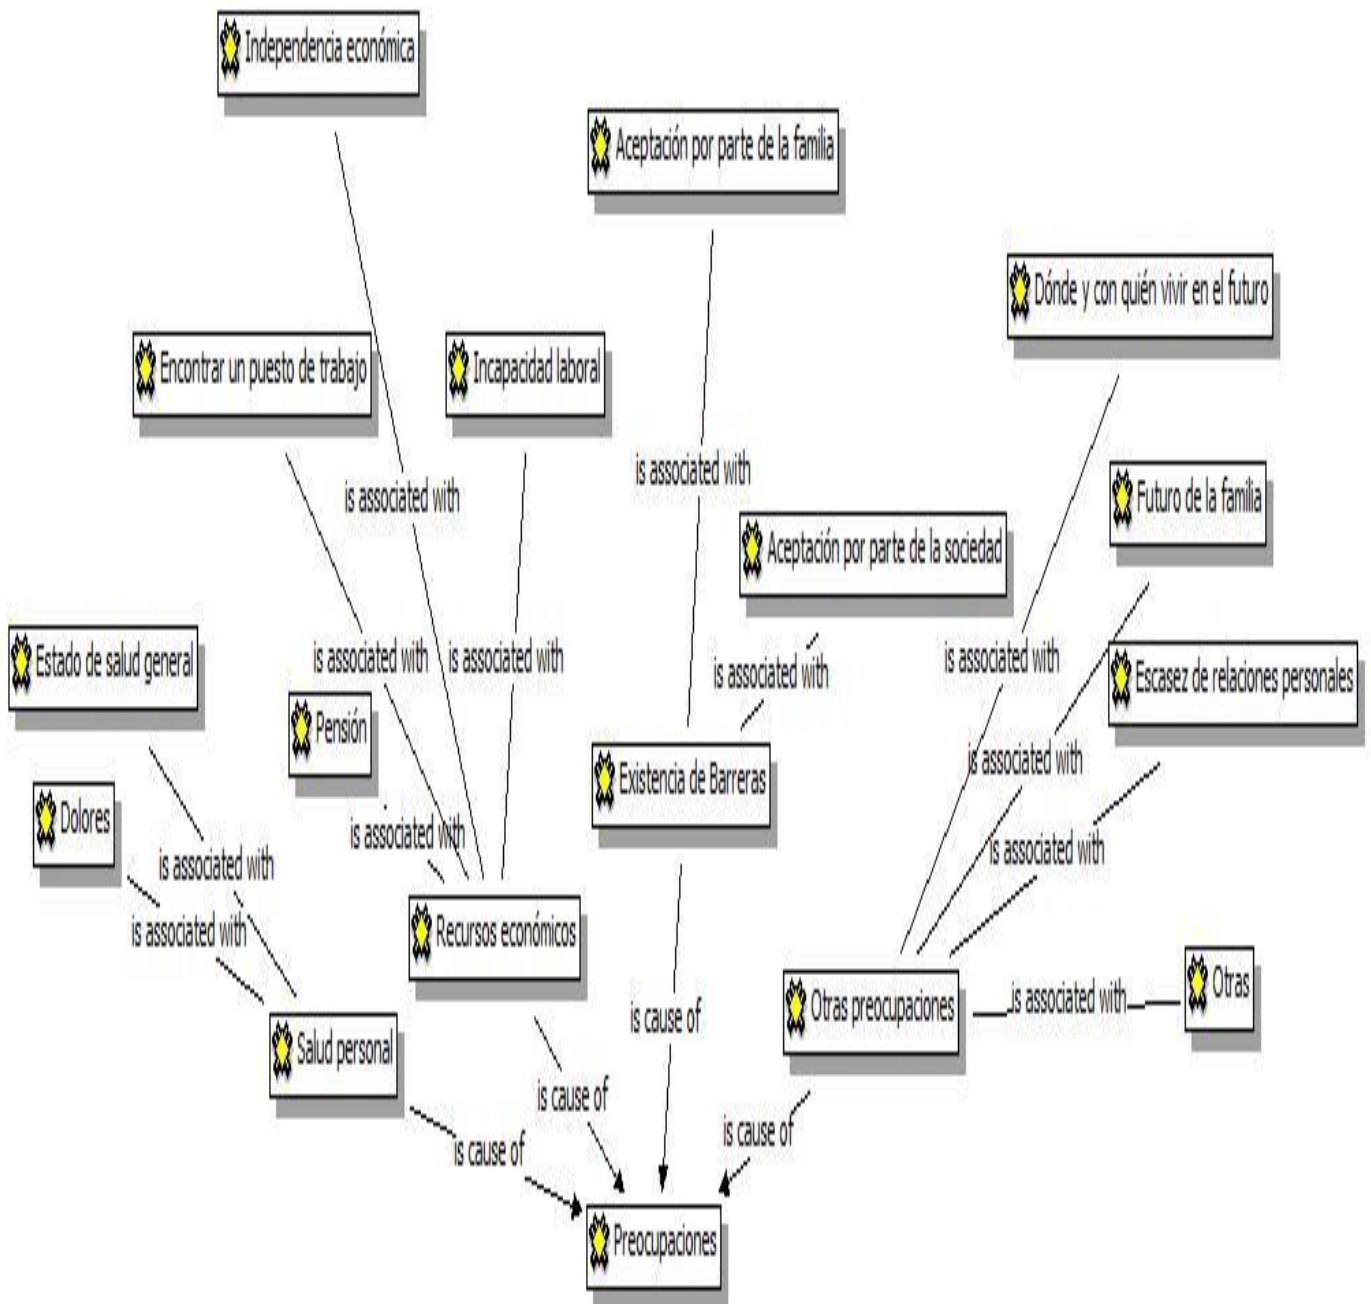 Independencia económica
Aceptación por parte de la familia
Dónde y con quién vivir en el futuro
Encontrar un puesto de trabajo
Incapacidad laboral
is associated with
is associated with
Futuro de la familia
Aceptación por parte de la sociedad
Estado de salud general
is associated with
is associated with
is associated with
is associated with
Escasez de relaciones personales
Pensión
Existencia de Barreras
is associated with
Dolores
is associated with
is associated with
is associated with
is associated with
Recursos económicos
Otras preocupaciones
is associated with
Otras
Salud personal
is cause of
is cause of
is cause of
is cause of
Preocupaciones